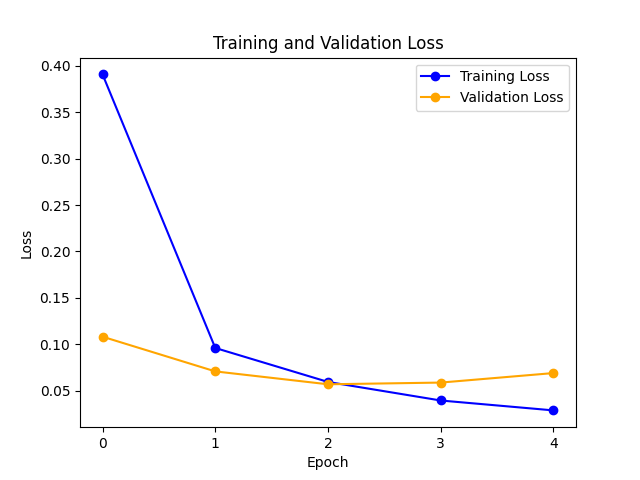 Training and Validation Loss
Training Loss
Validation Loss
0.40
0.35
0.30
0.25
0.20
0.15
0.10
0.05
Loss
0 1 2 3 4
Epoch